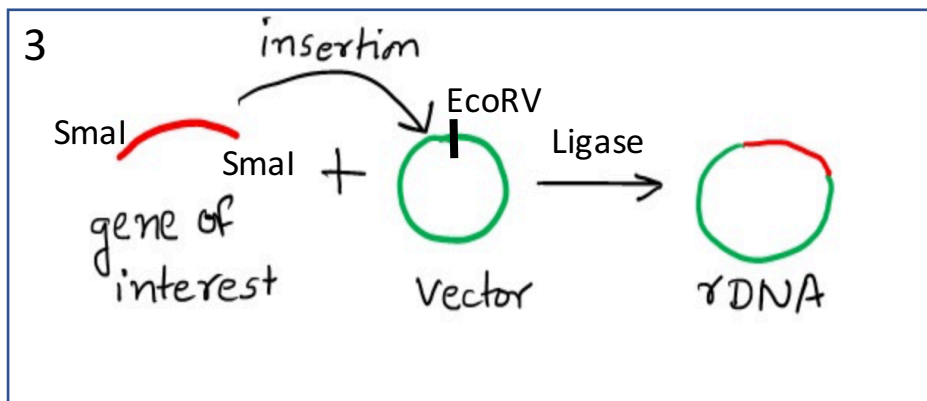 3
insertion
EcoRV
SmaI
SmaI
+
Ligase
gene of
interest
vector
rDNA